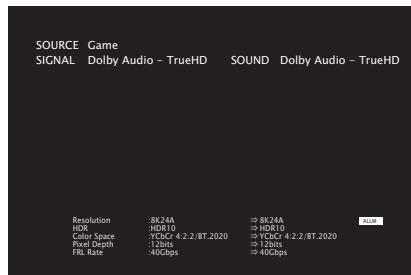 SOURCE Game
SIGNAL Dolby Audio – TrueHD SOUND Dolby Audio – TrueHD
Resolution :8K24A ⇒ 8K24A ALLM
HDR :HDR10 ⇒ HDR10
Color Space :YCbCr 4:2:2/BT.2020 ⇒ YCbCr 4:2:2/BT.2020
Pixel Depth :12bits ⇒ 12bits
FRL Rate :40Gbps ⇒ 40Gbps